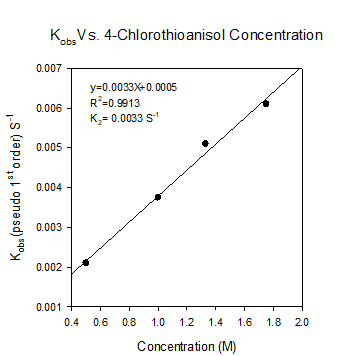 KobsVs. 4-Chlorothioanisol Concentration
0.007
y=0.0033X+0.0005
R²=0.9913
K₂= 0.0033 S⁻¹
0.006
0.005
0.004
0.003
0.002
0.001
Kobs(pseudo 1st order) S⁻¹
0.4 0.6 0.8 1.0 1.2 1.4 1.6 1.8 2.0
Concentration (M)